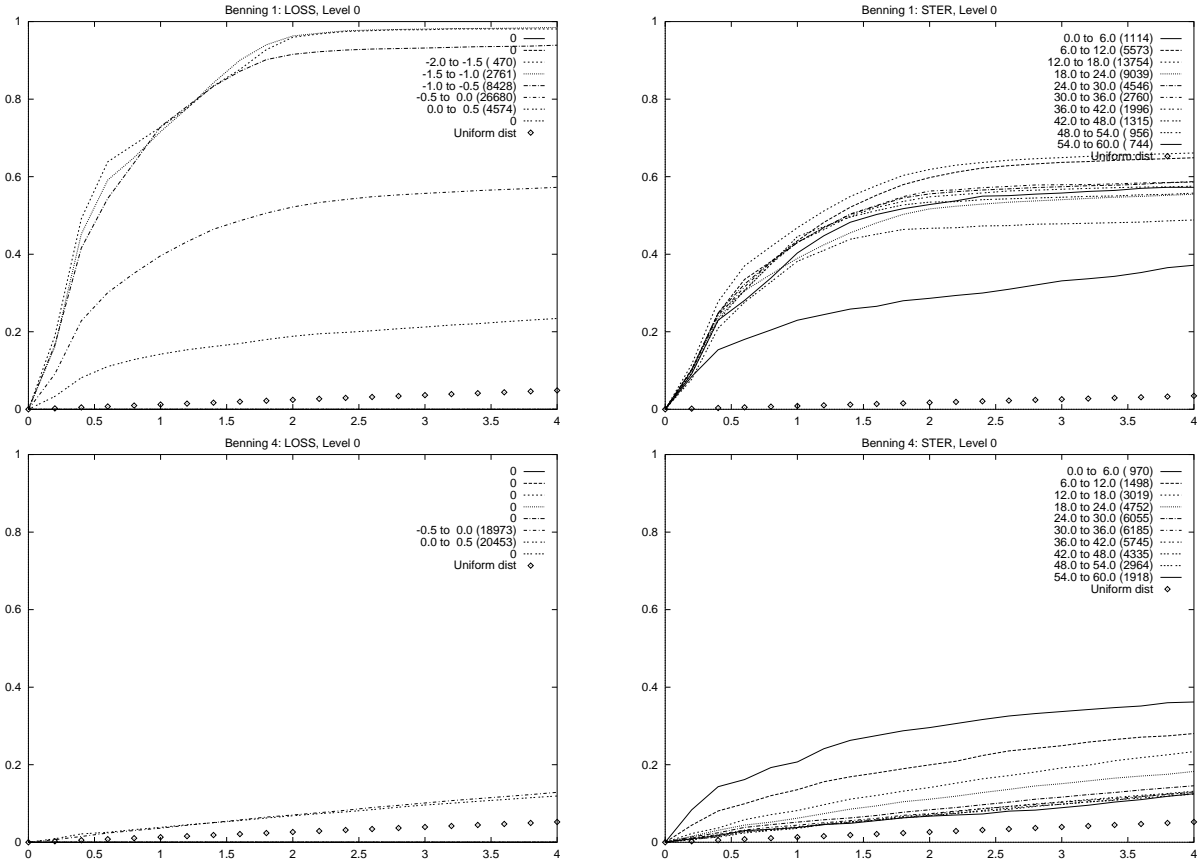 Benning 1: LOSS, Level 0
1
0.8
0.6
0.4
0.2
0
0
0.5
1
1.5
2
2.5
3
3.5
4
0
0
-2.0 to -1.5 ( 470)
-1.5 to -1.0 (2761)
-1.0 to -0.5 (8428)
-0.5 to 0.0 (26680)
0.0 to 0.5 (4574)
0
Uniform dist
Benning 1: STER, Level 0
1
0.8
0.6
0.4
0.2
0
0
0.5
1
1.5
2
2.5
3
3.5
4
0.0 to 6.0 (1114)
6.0 to 12.0 (5573)
12.0 to 18.0 (13754)
18.0 to 24.0 (9039)
24.0 to 30.0 (4546)
30.0 to 36.0 (2760)
36.0 to 42.0 (1996)
42.0 to 48.0 (1315)
48.0 to 54.0 ( 956)
54.0 to 60.0 ( 744)
Uniform dist
Benning 4: LOSS, Level 0
1
0.8
0.6
0.4
0.2
0
0
0.5
1
1.5
2
2.5
3
3.5
4
0
0
0
0
0
-0.5 to 0.0 (18973)
0.0 to 0.5 (20453)
0
Uniform dist
Benning 4: STER, Level 0
1
0.8
0.6
0.4
0.2
0
0
0.5
1
1.5
2
2.5
3
3.5
4
0.0 to 6.0 ( 970)
6.0 to 12.0 (1498)
12.0 to 18.0 (3019)
18.0 to 24.0 (4752)
24.0 to 30.0 (6055)
30.0 to 36.0 (6185)
36.0 to 42.0 (5745)
42.0 to 48.0 (4335)
48.0 to 54.0 (2964)
54.0 to 60.0 (1918)
Uniform dist